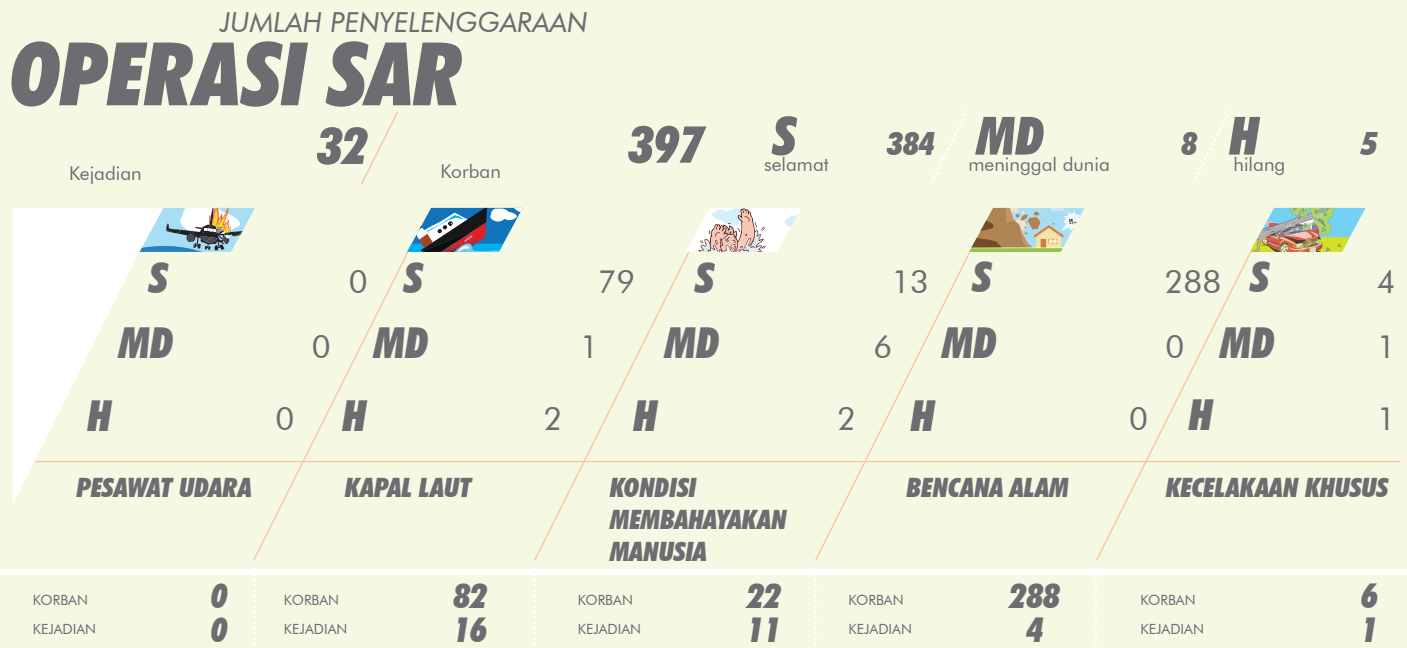 JUMLAH PENYELENGGARAAN
OPERASI SAR
Kejadian 32 Korban 397 S selamat 384 MD meninggal dunia 8 H hilang 5
S 0 S 79 S 13 S 288 S 4
MD 0 MD 1 MD 6 MD 0 MD 1
H 0 H 2 H 2 H 0 H 1
PESAWAT UDARA KAPAL LAUT KONDISI BENCANA ALAM KECELAKAAN KHUSUS
MEMBAHAYAKAN
MANUSIA
KORBAN 0 KORBAN 82 KORBAN 22 KORBAN 288 KORBAN 6
KEJADIAN 0 KEJADIAN 16 KEJADIAN 11 KEJADIAN 4 KEJADIAN 1